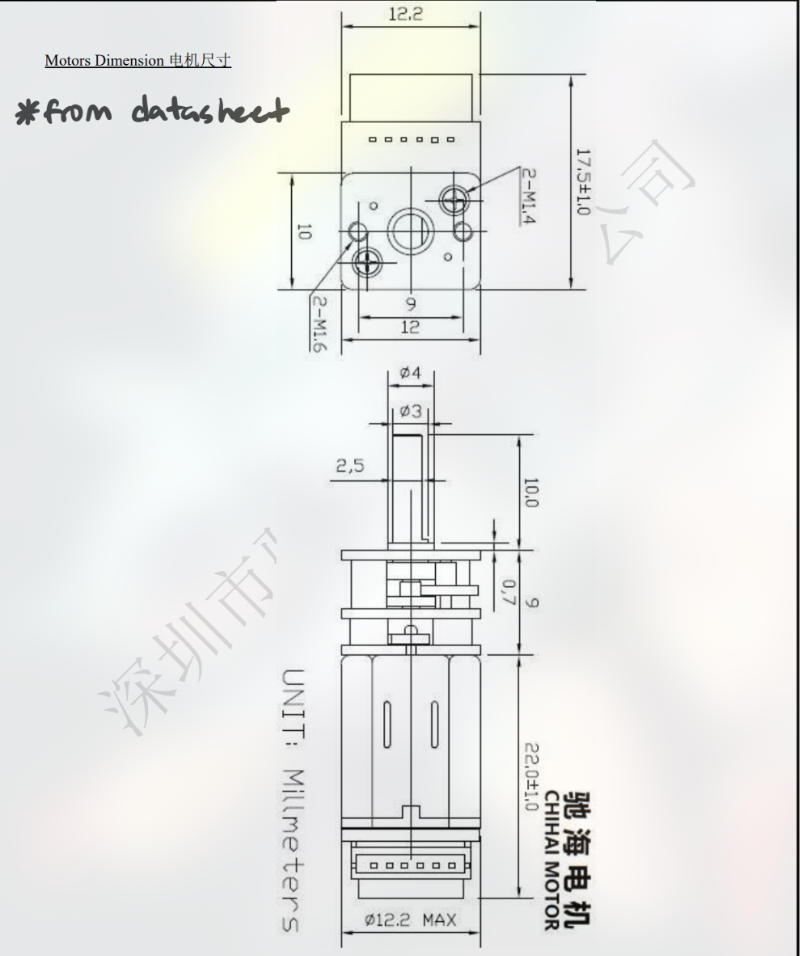 12.2
Motors Dimension 电机尺寸
*from datasheet
17.5±1.0
2-M1.4
10
2-M1.6
9
12
ø4
ø3
2,5
10.0
0,7
9
22.0±1.0
UNIT: Millmeters
驰海电机
CHIHAI MOTOR
ø12.2 MAX
深圳市
公司